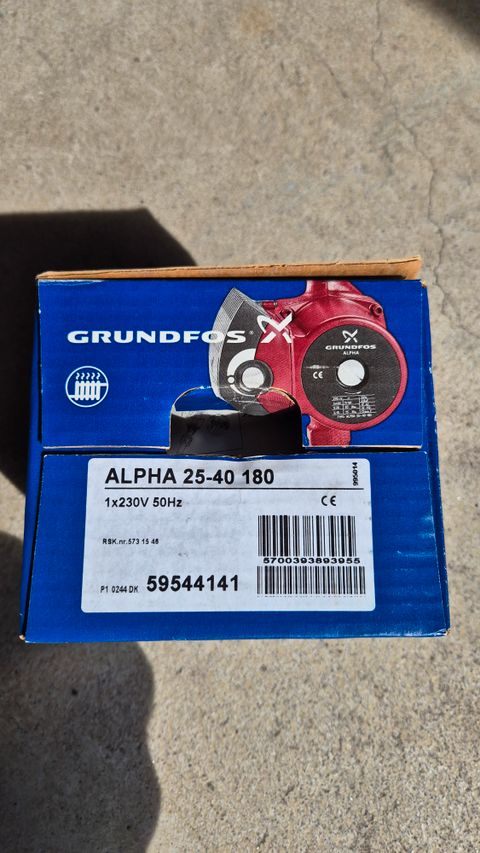 GRUNDFOS
GRUNDFOS
ALPHA
CE
995014
ALPHA 25-40 180
1x230V 50Hz
CE
RSK.nr.573 15 46
5700393893955
P1 0244 DK 59544141